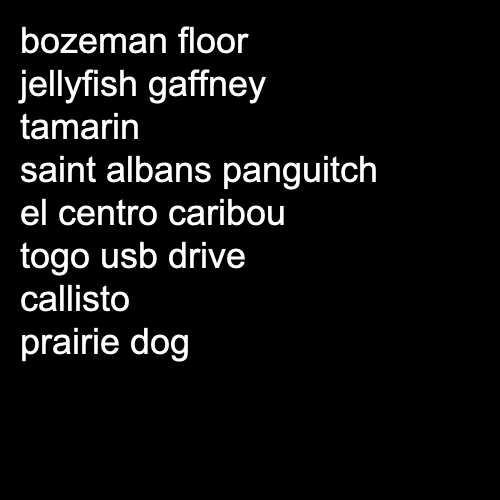 bozeman floor
jellyfish gaffney
tamarin
saint albans panguitch
el centro caribou
togo usb drive
callisto
prairie dog